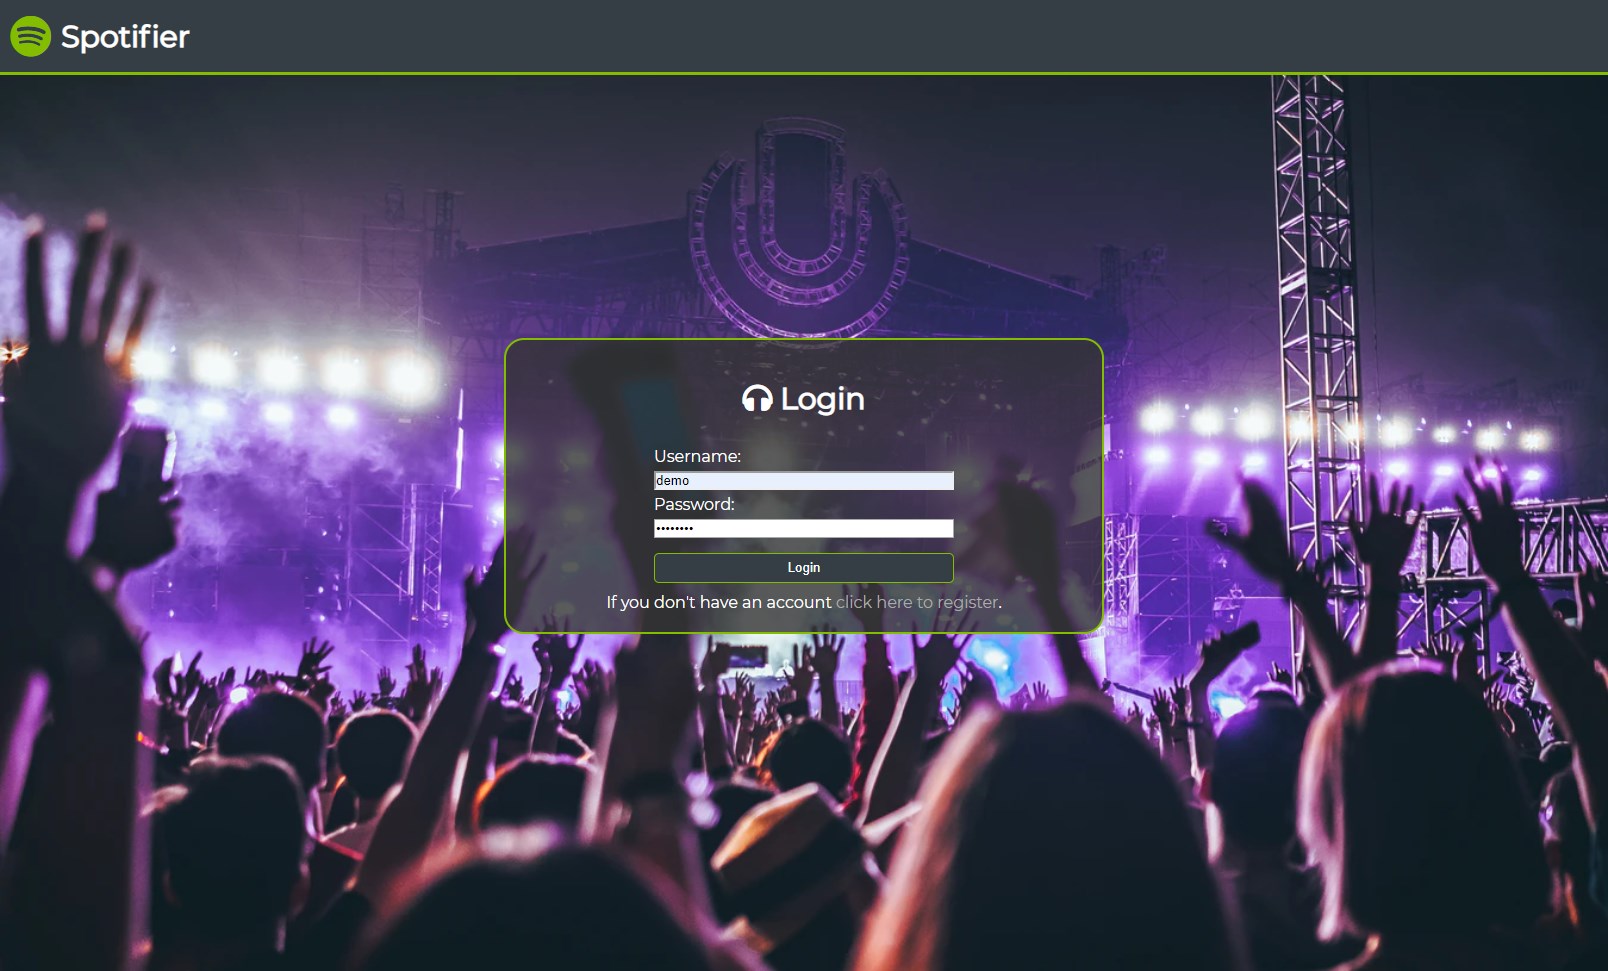 Spotifier
Login
Username:
demo
Password:
••••••••
Login
If you don't have an account click here to register.